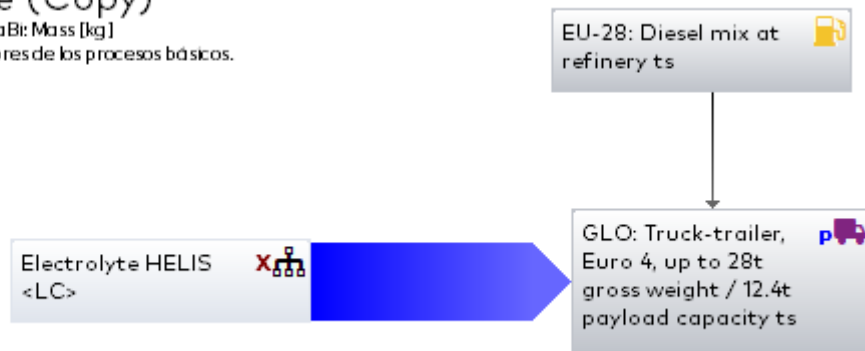 (Copy)
aBi: Mass [kg]
res de los procesos básicos.
EU-28: Diesel mix at
refinery ts
Electrolyte HELIS
<LC>
X
GLO: Truck-trailer,
Euro 4, up to 28t
gross weight / 12.4t
payload capacity ts
p